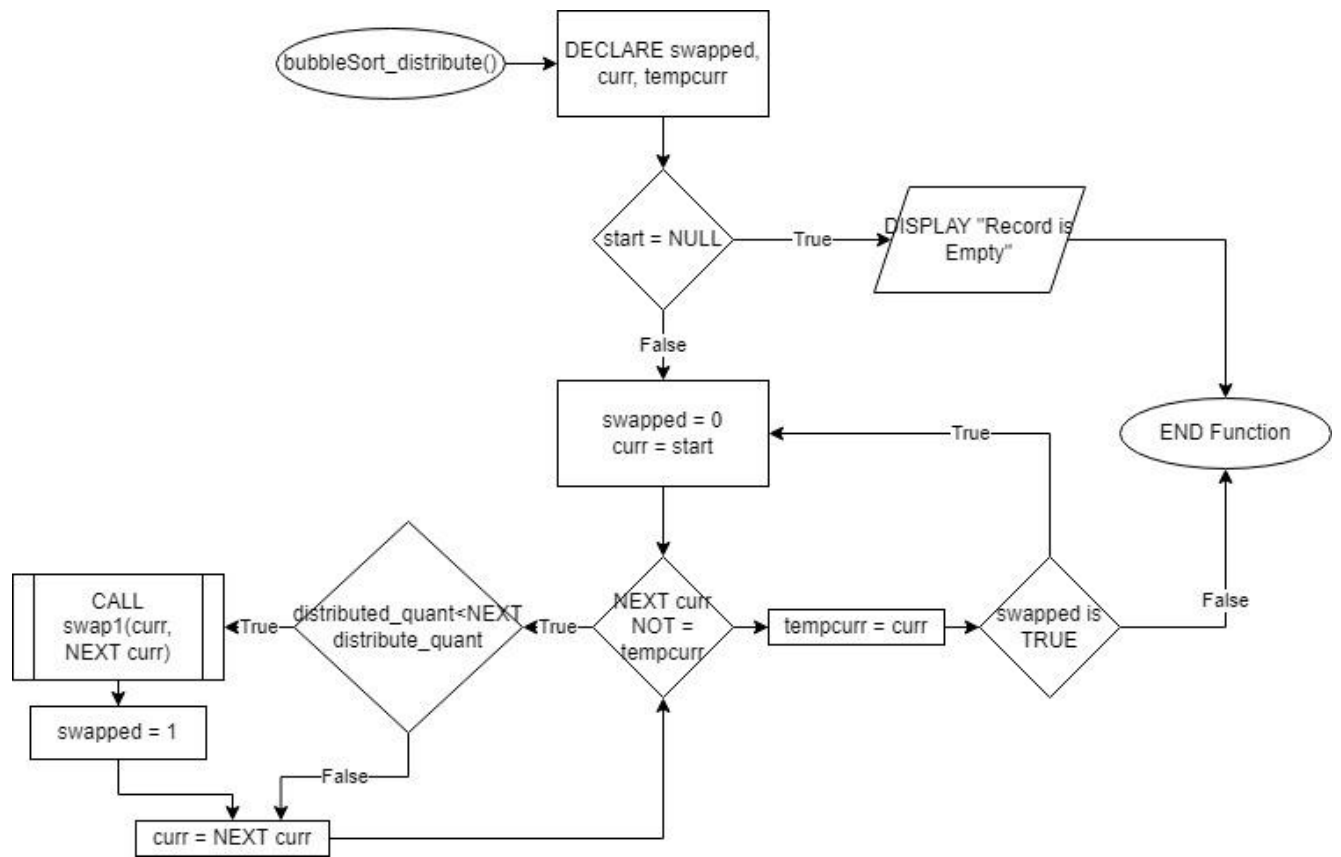 bubbleSort_distribute()
DECLARE swapped,
curr, tempcurr
start = NULL
True
DISPLAY "Record is
Empty"
False
swapped = 0
curr = start
True
END Function
CALL
swap1(curr,
NEXT curr)
True
distributed_quant<NEXT
distribute_quant
True
NEXT curr
NOT =
tempcurr
tempcurr = curr
swapped is
TRUE
False
swapped = 1
False
curr = NEXT curr